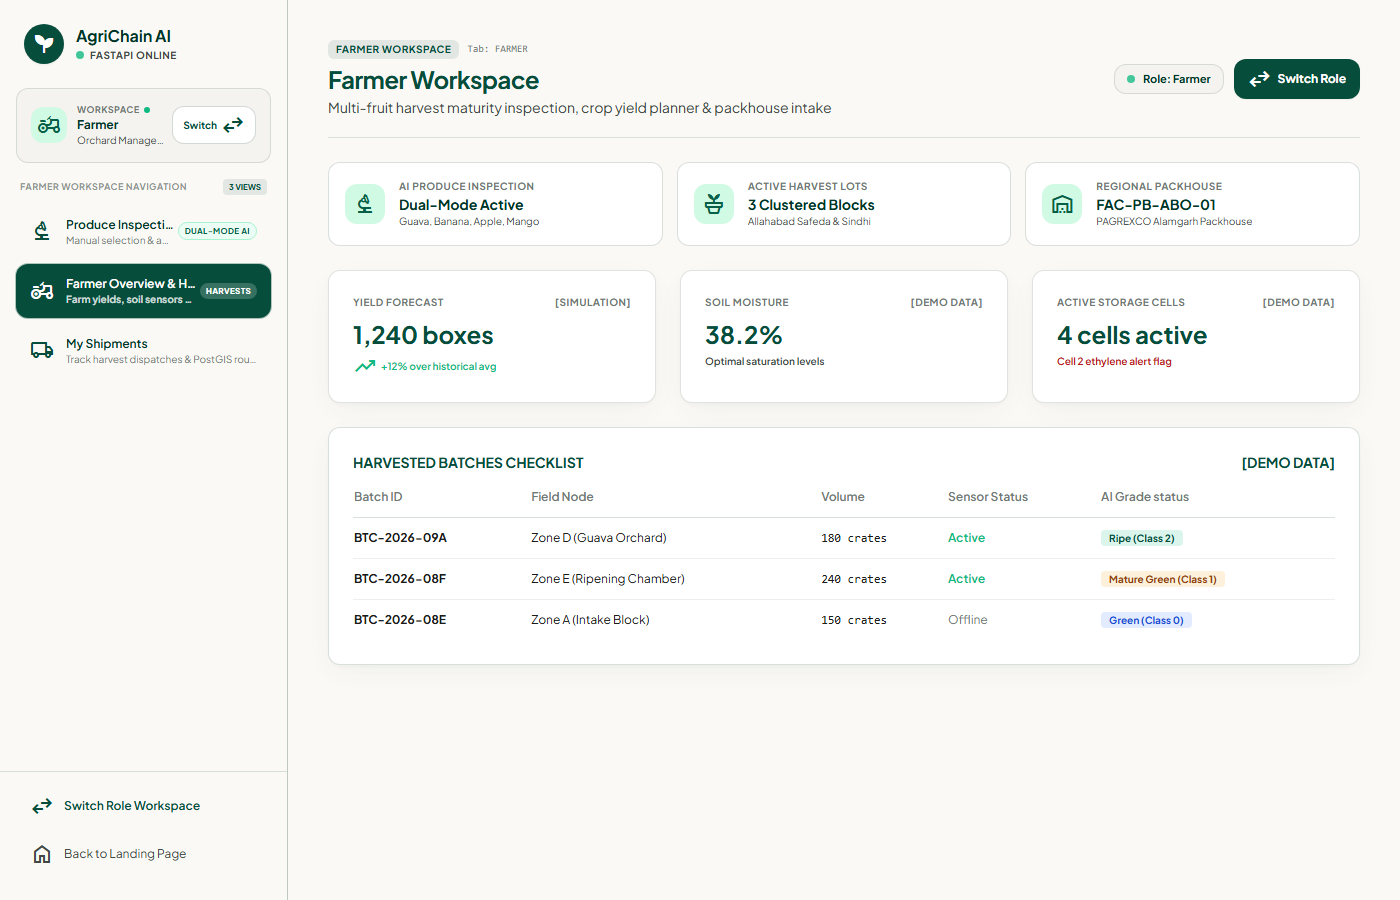 AgriChain AI
FASTAPI ONLINE
WORKSPACE
Farmer
Orchard Manage...
Switch
FARMER WORKSPACE NAVIGATION
3 VIEWS
Produce Inspecti...
Manual selection & a...
DUAL-MODE AI
Farmer Overview & H...
Farm yields, soil sensors ...
HARVESTS
My Shipments
Track harvest dispatches & PostGIS rou...
Switch Role Workspace
Back to Landing Page
FARMER WORKSPACE
Tab: FARMER
Farmer Workspace
Multi-fruit harvest maturity inspection, crop yield planner & packhouse intake
Role: Farmer
Switch Role
AI PRODUCE INSPECTION
Dual-Mode Active
Guava, Banana, Apple, Mango
ACTIVE HARVEST LOTS
3 Clustered Blocks
Allahabad Safeda & Sindhi
REGIONAL PACKHOUSE
FAC-PB-ABO-01
PAGREXCO Alamgarh Packhouse
YIELD FORECAST [SIMULATION]
1,240 boxes
+12% over historical avg
SOIL MOISTURE [DEMO DATA]
38.2%
Optimal saturation levels
ACTIVE STORAGE CELLS [DEMO DATA]
4 cells active
Cell 2 ethylene alert flag
HARVESTED BATCHES CHECKLIST [DEMO DATA]
Batch ID Field Node Volume Sensor Status AI Grade status
BTC-2026-09A Zone D (Guava Orchard) 180 crates Active Ripe (Class 2)
BTC-2026-08F Zone E (Ripening Chamber) 240 crates Active Mature Green (Class 1)
BTC-2026-08E Zone A (Intake Block) 150 crates Offline Green (Class 0)